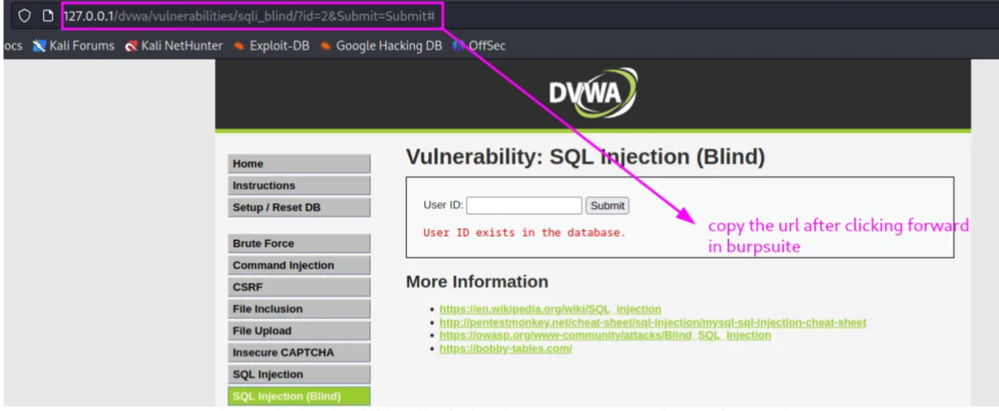 127.0.0.1/dvwa/vulnerabilities/sqli_blind/?id=2&Submit=Submit#
ocs Kali Forums Kali NetHunter Exploit-DB Google Hacking DB OffSec
DVWA
Home
Instructions
Setup / Reset DB
Brute Force
Command Injection
CSRF
File Inclusion
File Upload
Insecure CAPTCHA
SQL Injection
SQL Injection (Blind)
Vulnerability: SQL Injection (Blind)
User ID: Submit
User ID exists in the database.
copy the url after clicking forward
in burpsuite
More Information
https://en.wikipedia.org/wiki/SQL_injection
http://pentestmonkey.net/cheat-sheet/sql-injection/mysql-sql-injection-cheat-sheet
https://owasp.org/www-community/attacks/Blind_SQL_Injection
https://bobby-tables.com/